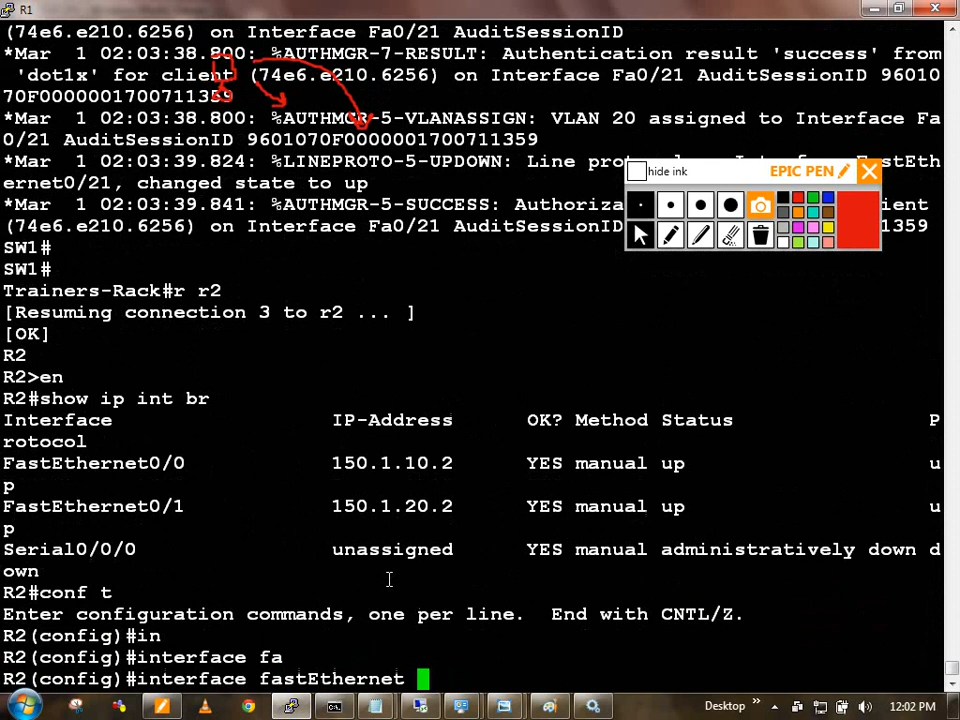 R1
(74e6.e210.6256) on Interface Fa0/21 AuditSessionID
*Mar  1 02:03:38.800: %AUTHMGR-7-RESULT: Authentication result 'success' from
 'dot1x' for client (74e6.e210.6256) on Interface Fa0/21 AuditSessionID 96010
70F0000001700711359
*Mar  1 02:03:38.800: %AUTHMGR-5-VLANASSIGN: VLAN 20 assigned to Interface Fa
0/21 AuditSessionID 9601070F0000001700711359
*Mar  1 02:03:39.824: %LINEPROTO-5-UPDOWN: Line
ernet0/21, changed state to up
*Mar  1 02:03:39.841: %AUTHMGR-5-SUCCESS:
(74e6.e210.6256) on Interface Fa0/21 AuditSessionID
hide ink
EPIC PEN
SW1#
SW1#
Trainers-Rack#r r2
[Resuming connection 3 to r2 ... ]
[OK]
R2
R2>en
R2#show ip int br
Interface                  IP-Address      OK? Method Status                P
rotocol
FastEthernet0/0            150.1.10.2      YES manual up                    u
p
FastEthernet0/1            150.1.20.2      YES manual up                    u
p
Serial0/0/0                unassigned      YES manual administratively down d
own
R2#conf t
Enter configuration commands, one per line.  End with CNTL/Z.
R2(config)#in
R2(config)#interface fa
R2(config)#interface fastEthernet
Desktop
12:02 PM